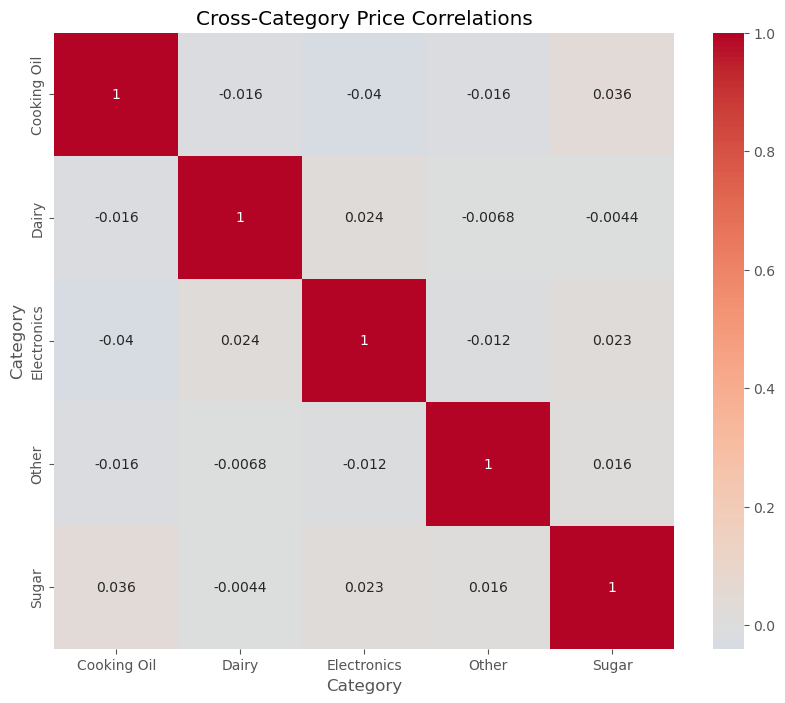 Cross-Category Price Correlations
Category
Cooking Oil 1 -0.016 -0.04 -0.016 0.036
Dairy -0.016 1 0.024 -0.0068 -0.0044
Electronics -0.04 0.024 1 -0.012 0.023
Other -0.016 -0.0068 -0.012 1 0.016
Sugar 0.036 -0.0044 0.023 0.016 1
Cooking Oil Dairy Electronics Other Sugar
Category
1.0
0.8
0.6
0.4
0.2
0.0